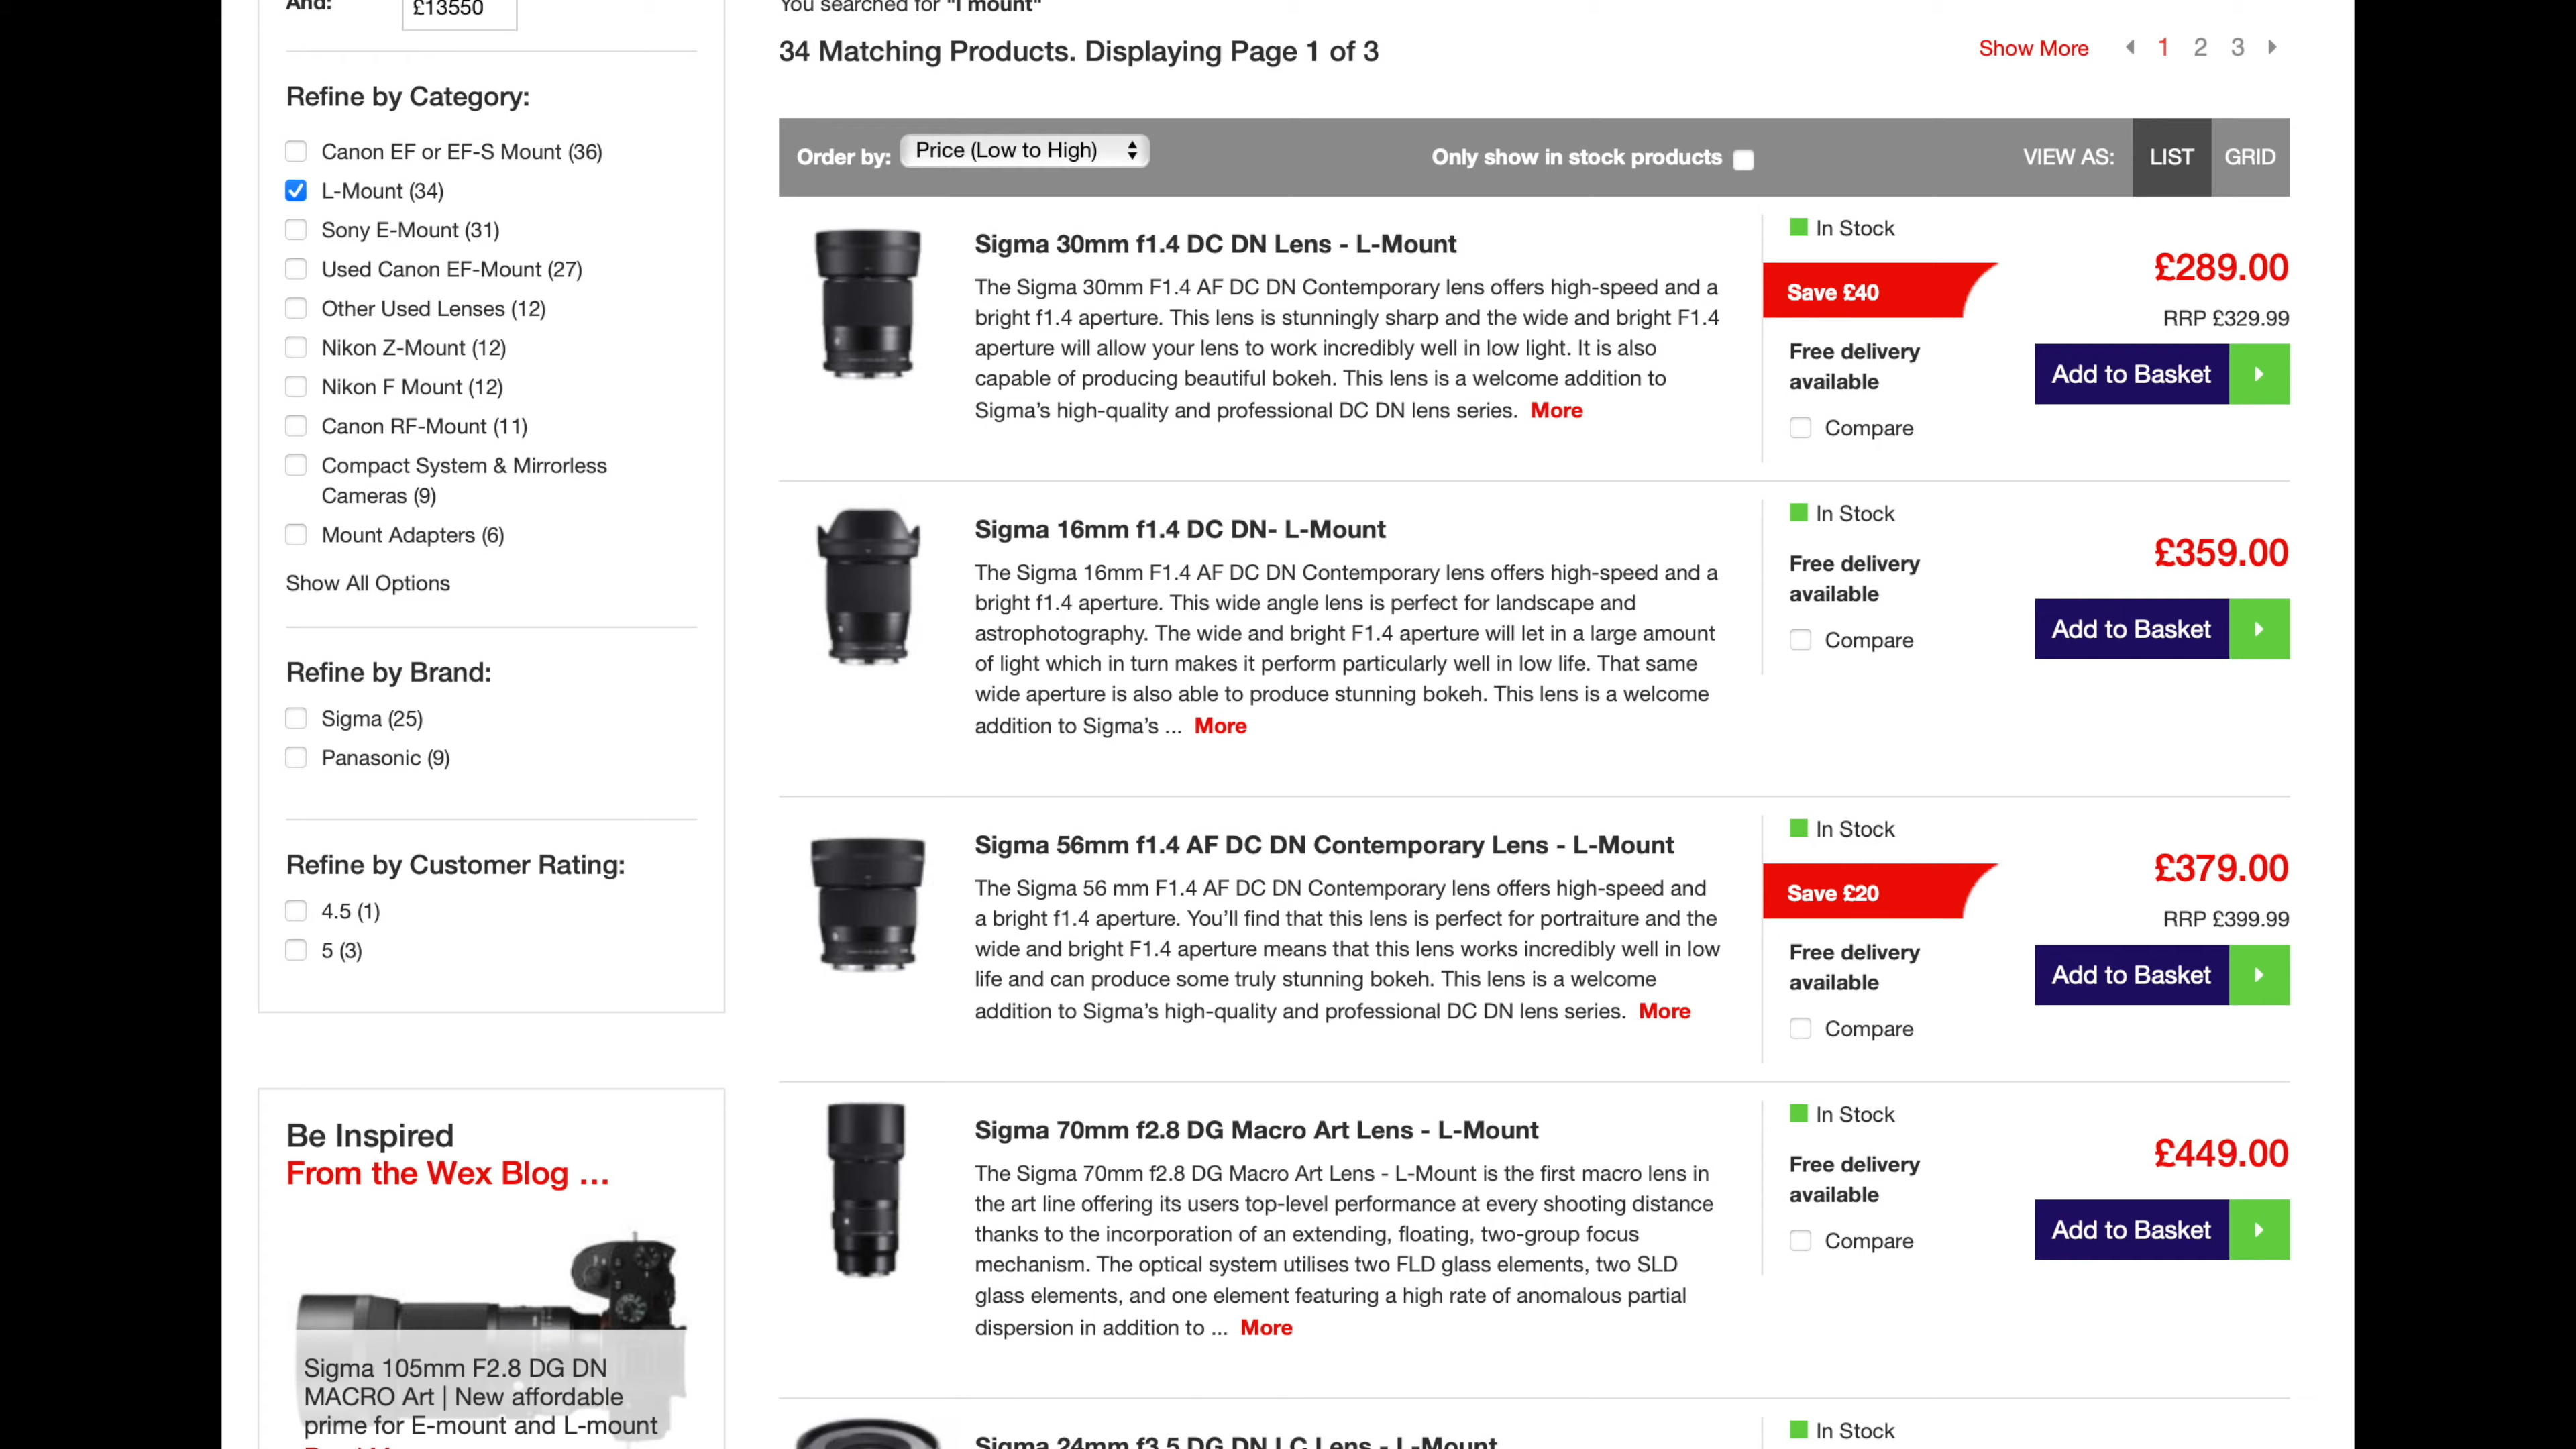 And:
£13550
Refine by Category:
Canon EF or EF-S Mount (36)
L-Mount (34)
Sony E-Mount (31)
Used Canon EF-Mount (27)
Other Used Lenses (12)
Nikon Z-Mount (12)
Nikon F Mount (12)
Canon RF-Mount (11)
Compact System & Mirrorless
Cameras (9)
Mount Adapters (6)
Show All Options
Refine by Brand:
Sigma (25)
Panasonic (9)
Refine by Customer Rating:
4.5 (1)
5 (3)
Be Inspired
From the Wex Blog ...
Sigma 105mm F2.8 DG DN
MACRO Art | New affordable
prime for E-mount and L-mount
You searched for "l mount"
34 Matching Products. Displaying Page 1 of 3
Show More 1 2 3
Order by: Price (Low to High) Only show in stock products VIEW AS: LIST GRID
Sigma 30mm f1.4 DC DN Lens - L-Mount
The Sigma 30mm F1.4 AF DC DN Contemporary lens offers high-speed and a
bright f1.4 aperture. This lens is stunningly sharp and the wide and bright F1.4
aperture will allow your lens to work incredibly well in low light. It is also
capable of producing beautiful bokeh. This lens is a welcome addition to
Sigma's high-quality and professional DC DN lens series. More
In Stock
£289.00
Save £40
RRP £329.99
Free delivery
available
Add to Basket
Compare
Sigma 16mm f1.4 DC DN- L-Mount
The Sigma 16mm F1.4 AF DC DN Contemporary lens offers high-speed and a
bright f1.4 aperture. This wide angle lens is perfect for landscape and
astrophotography. The wide and bright F1.4 aperture will let in a large amount
of light which in turn makes it perform particularly well in low life. That same
wide aperture is also able to produce stunning bokeh. This lens is a welcome
addition to Sigma's ... More
In Stock
£359.00
Free delivery
available
Add to Basket
Compare
Sigma 56mm f1.4 AF DC DN Contemporary Lens - L-Mount
The Sigma 56 mm F1.4 AF DC DN Contemporary lens offers high-speed and
a bright f1.4 aperture. You'll find that this lens is perfect for portraiture and the
wide and bright F1.4 aperture means that this lens works incredibly well in low
life and can produce some truly stunning bokeh. This lens is a welcome
addition to Sigma's high-quality and professional DC DN lens series. More
In Stock
£379.00
Save £20
RRP £399.99
Free delivery
available
Add to Basket
Compare
Sigma 70mm f2.8 DG Macro Art Lens - L-Mount
The Sigma 70mm f2.8 DG Macro Art Lens - L-Mount is the first macro lens in
the art line offering its users top-level performance at every shooting distance
thanks to the incorporation of an extending, floating, two-group focus
mechanism. The optical system utilises two FLD glass elements, two SLD
glass elements, and one element featuring a high rate of anomalous partial
dispersion in addition to ... More
In Stock
£449.00
Free delivery
available
Add to Basket
Compare
Sigma 24mm f3.5 DG DN I C Lens - L-Mount
In Stock